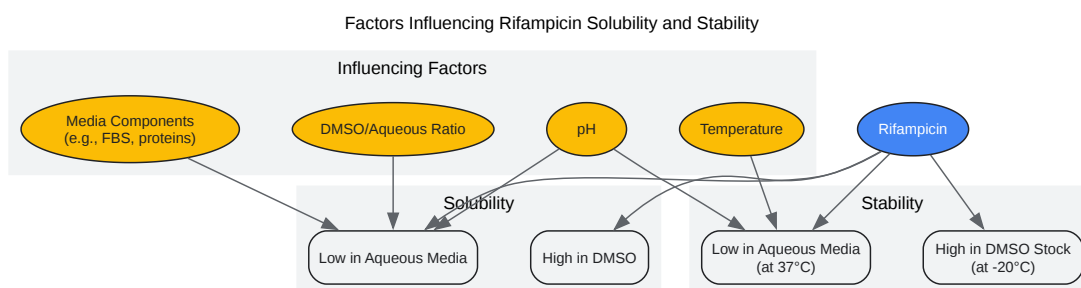 Factors Influencing Rifampicin Solubility and Stability
Influencing Factors
Media Components
(e.g., FBS, proteins)
DMSO/Aqueous Ratio
pH
Temperature
Rifampicin
Solubility
Stability
Low in Aqueous Media
High in DMSO
Low in Aqueous Media
(at 37°C)
High in DMSO Stock
(at -20°C)